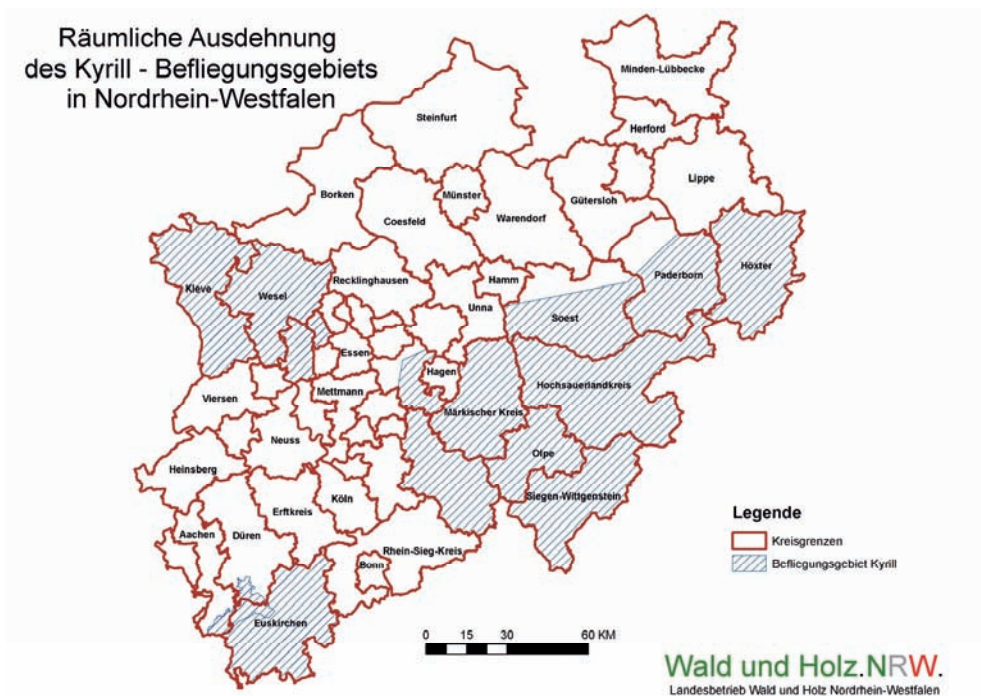 Räumliche Ausdehnung
des Kyrill - Befliegungsgebiets
in Nordrhein-Westfalen
Minden-Lübbecke
Steinfurt
Herford
Lippe
Borken
Münster
Gütersloh
Coesfeld
Warendorf
Kleve
Wesel
Recklinghausen
Hamm
Paderborn
Höxter
Unna
Soest
Essen
Hagen
Hochsauerlandkreis
Viersen
Mettmann
Märkischer Kreis
Neuss
Olpe
Heinsberg
Siegen-Wittgenstein
Köln
Erftkreis
Aachen
Düren
Rhein-Sieg-Kreis
Bonn
Euskirchen
Legende
Kreisgrenzen
Befliegungsgebiet Kyrill
0 15 30 60 KM
Wald und Holz.NRW.
Landesbetrieb Wald und Holz Nordrhein-Westfalen